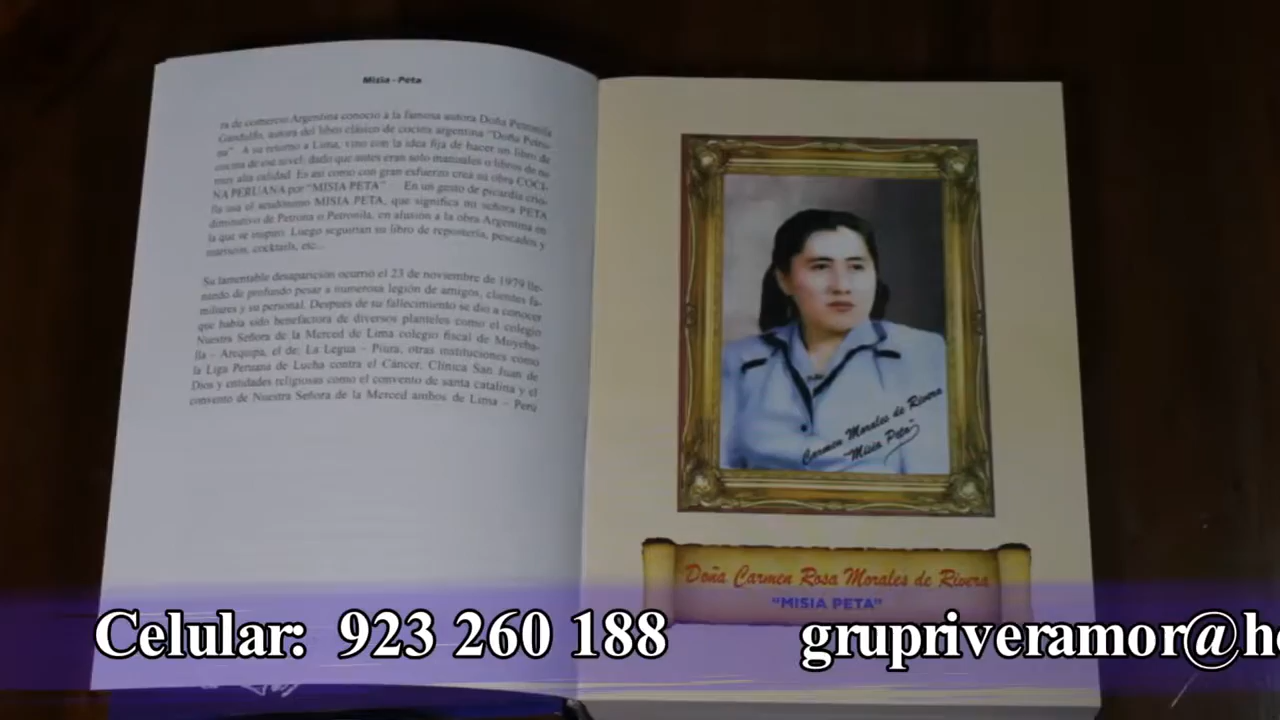 Misia - Peta
ra de comercio Argentina conoció a la famosa autora Doña Petronila
Gandulfo, autora del libro clásico de cocina argentina "Doña Petro-
na". A su retorno a Lima, vino con la idea fija de hacer un libro de
cocina de ese nivel; dado que antes eran solo manuales o libros de no
muy alta calidad. Es así como con gran esfuerzo crea su obra COCI-
NA PERUANA por "MISIA PETA" En un gesto de picardía crio-
lla usa el seudónimo MISIA PETA, que significa mi señora PETA
diminutivo de Petrona o Petronila, en alusión a la obra Argentina en
la que se inspiro. Luego seguirían su libro de repostería, pescados y
mariscos, cocktails, etc...
Su lamentable desaparición ocurrió el 23 de noviembre de 1979 lle-
nando de profundo pesar a numerosa legión de amigos, clientes fa-
miliares y su personal. Después de su fallecimiento se dio a conocer
que había sido benefactora de diversos planteles como el colegio
Nuestra Señora de la Merced de Lima colegio fiscal de Moyeba-
lla – Arequipa, el de; La Legua – Piura, otras instituciones como
la Liga Peruana de Lucha contra el Cáncer, Clínica San Juan de
Dios y entidades religiosas como el convento de santa catalina y el
convento de Nuestra Señora de la Merced ambos de Lima – Perú
Carmen Morales de Rivera
"Misia Peta"
Doña Carmen Rosa Morales de Rivera
"MISIA PETA"
Celular: 923 260 188 grupriveramor@ho